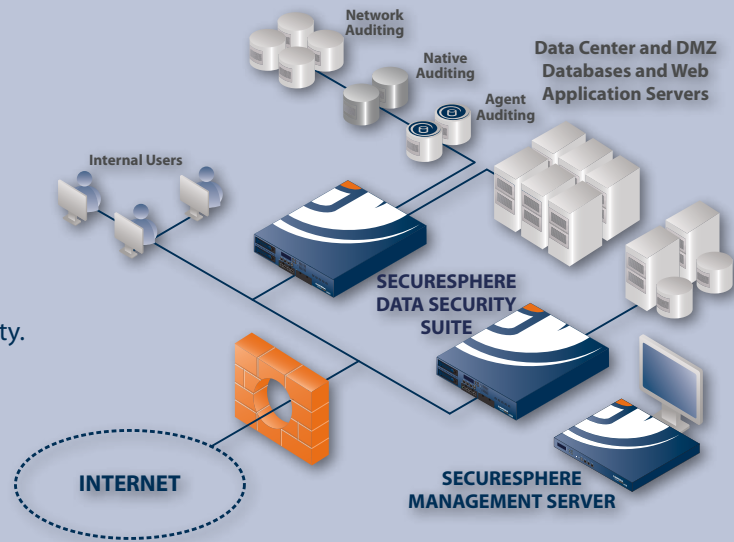 Network
Auditing
Native
Auditing
Agent
Auditing
Data Center and DMZ
Databases and Web
Application Servers
Internal Users
SECURESPHERE
DATA SECURITY
SUITE
ty.
INTERNET
SECURESPHERE
MANAGEMENT SERVER